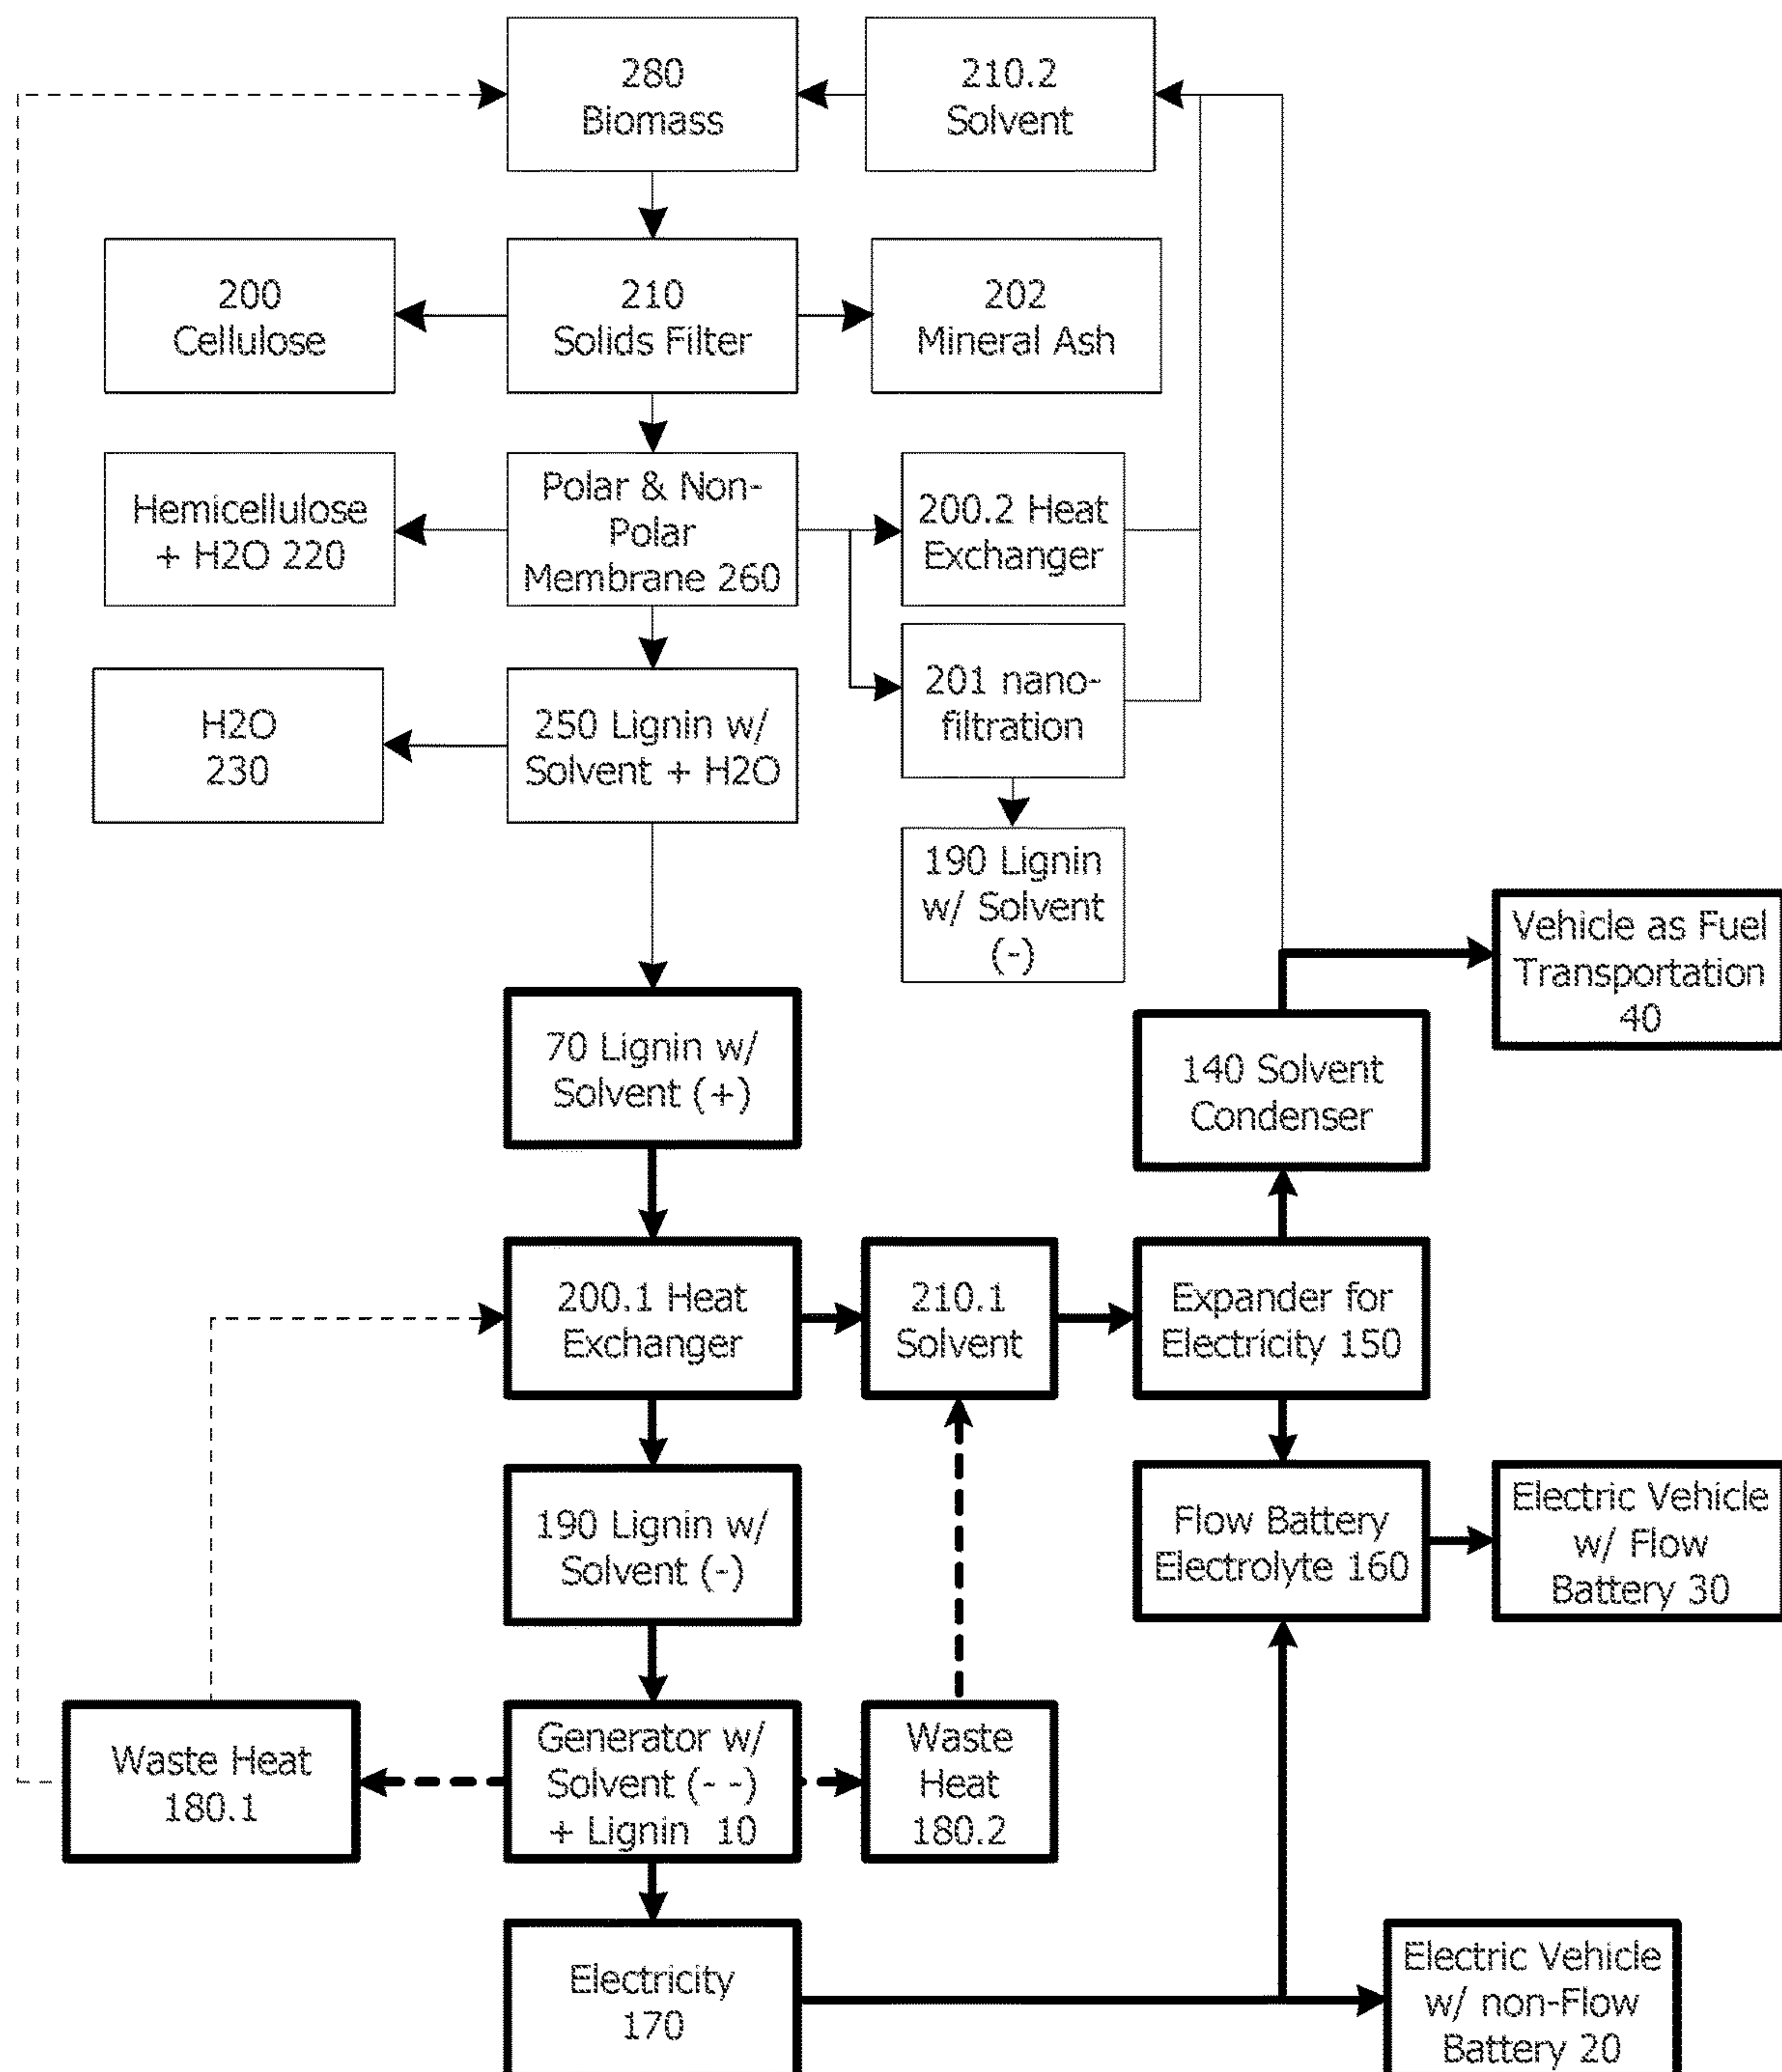 280
Biomass
210.2
Solvent
200
Cellulose
210
Solids Filter
202
Mineral Ash
Hemicellulose
+ H2O 220
Polar & Non-
Polar
Membrane 260
200.2 Heat
Exchanger
H2O
230
250 Lignin w/
Solvent + H2O
201 nano-
filtration
190 Lignin
w/ Solvent
(-)
Vehicle as Fuel
Transportation
40
70 Lignin w/
Solvent (+)
140 Solvent
Condenser
200.1 Heat
Exchanger
210.1
Solvent
Expander for
Electricity 150
190 Lignin w/
Solvent (-)
Flow Battery
Electrolyte 160
Electric Vehicle
w/ Flow
Battery 30
Waste Heat
180.1
Generator w/
Solvent (- -)
+ Lignin 10
Waste
Heat
180.2
Electricity
170
Electric Vehicle
w/ non-Flow
Battery 20